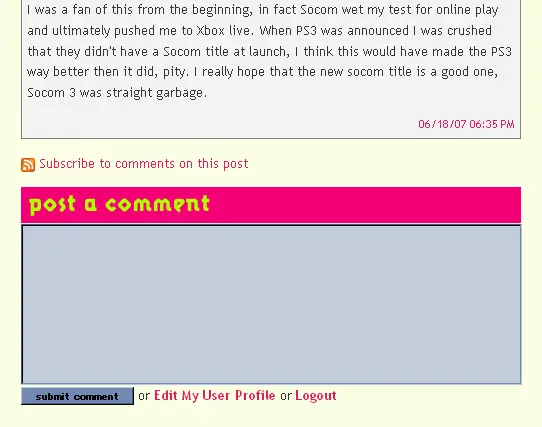 I was a fan of this from the beginning, in fact Socom wet my test for online play
and ultimately pushed me to Xbox live. When PS3 was announced I was crushed
that they didn't have a Socom title at launch, I think this would have made the PS3
way better then it did, pity. I really hope that the new socom title is a good one,
Socom 3 was straight garbage.
06/18/07 06:35 PM
Subscribe to comments on this post
post a comment
submit comment or Edit My User Profile or Logout